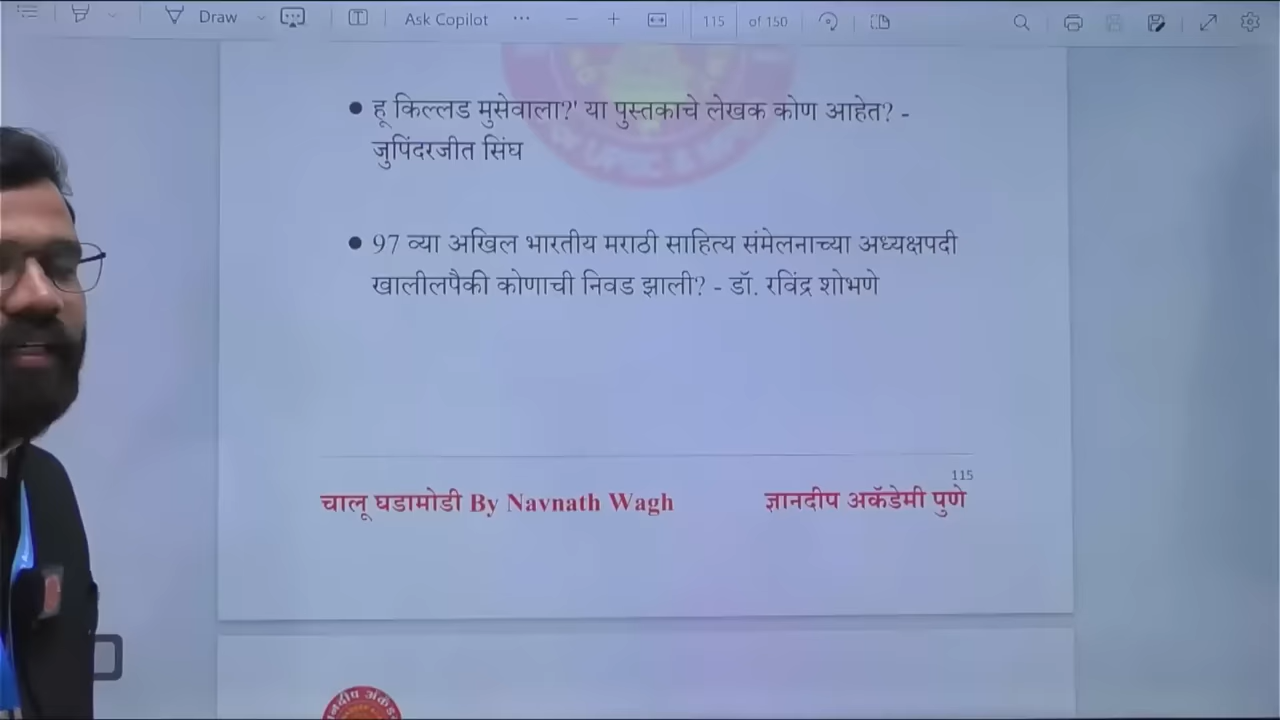 Draw
Ask Copilot
115 of 150
● हू किल्लड मुसेवाला?' या पुस्तकाचे लेखक कोण आहेत? -
जुपिंदरजीत सिंघ
● 97 व्या अखिल भारतीय मराठी साहित्य संमेलनाच्या अध्यक्षपदी
खालीलपैकी कोणाची निवड झाली? - डॉ. रविंद्र शोभणे
115
चालू घडामोडी By Navnath Wagh ज्ञानदीप अकॅडेमी पुणे